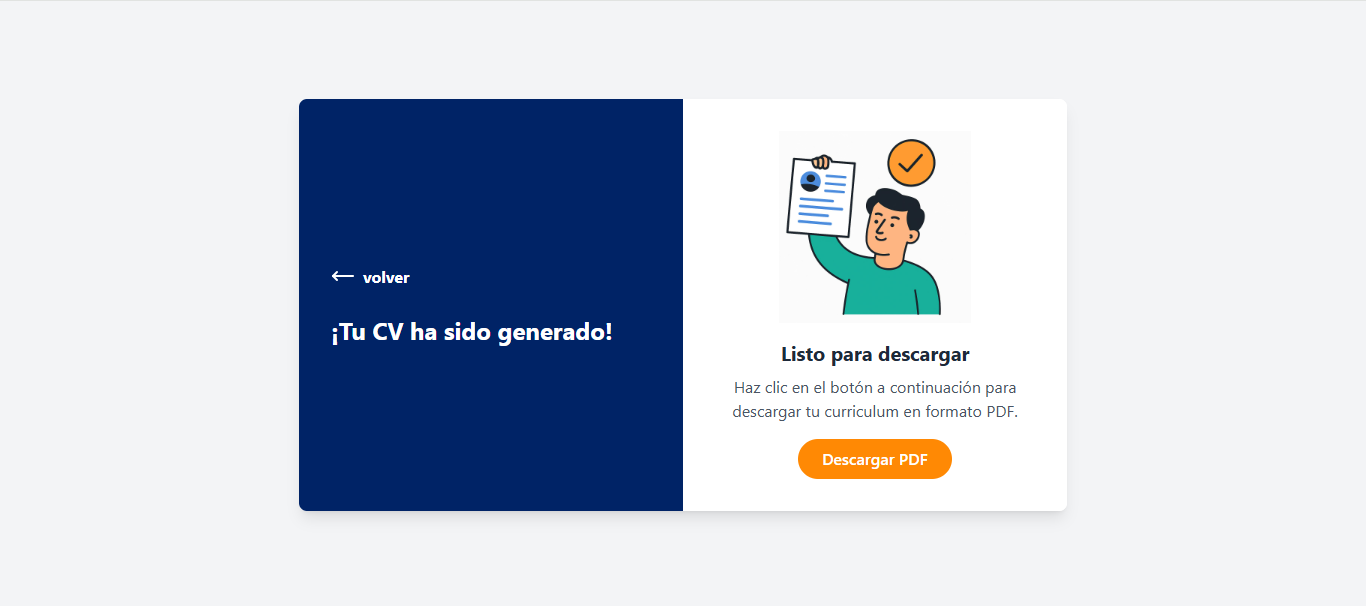 volver
¡Tu CV ha sido generado!
Listo para descargar
Haz clic en el botón a continuación para
descargar tu curriculum en formato PDF.
Descargar PDF